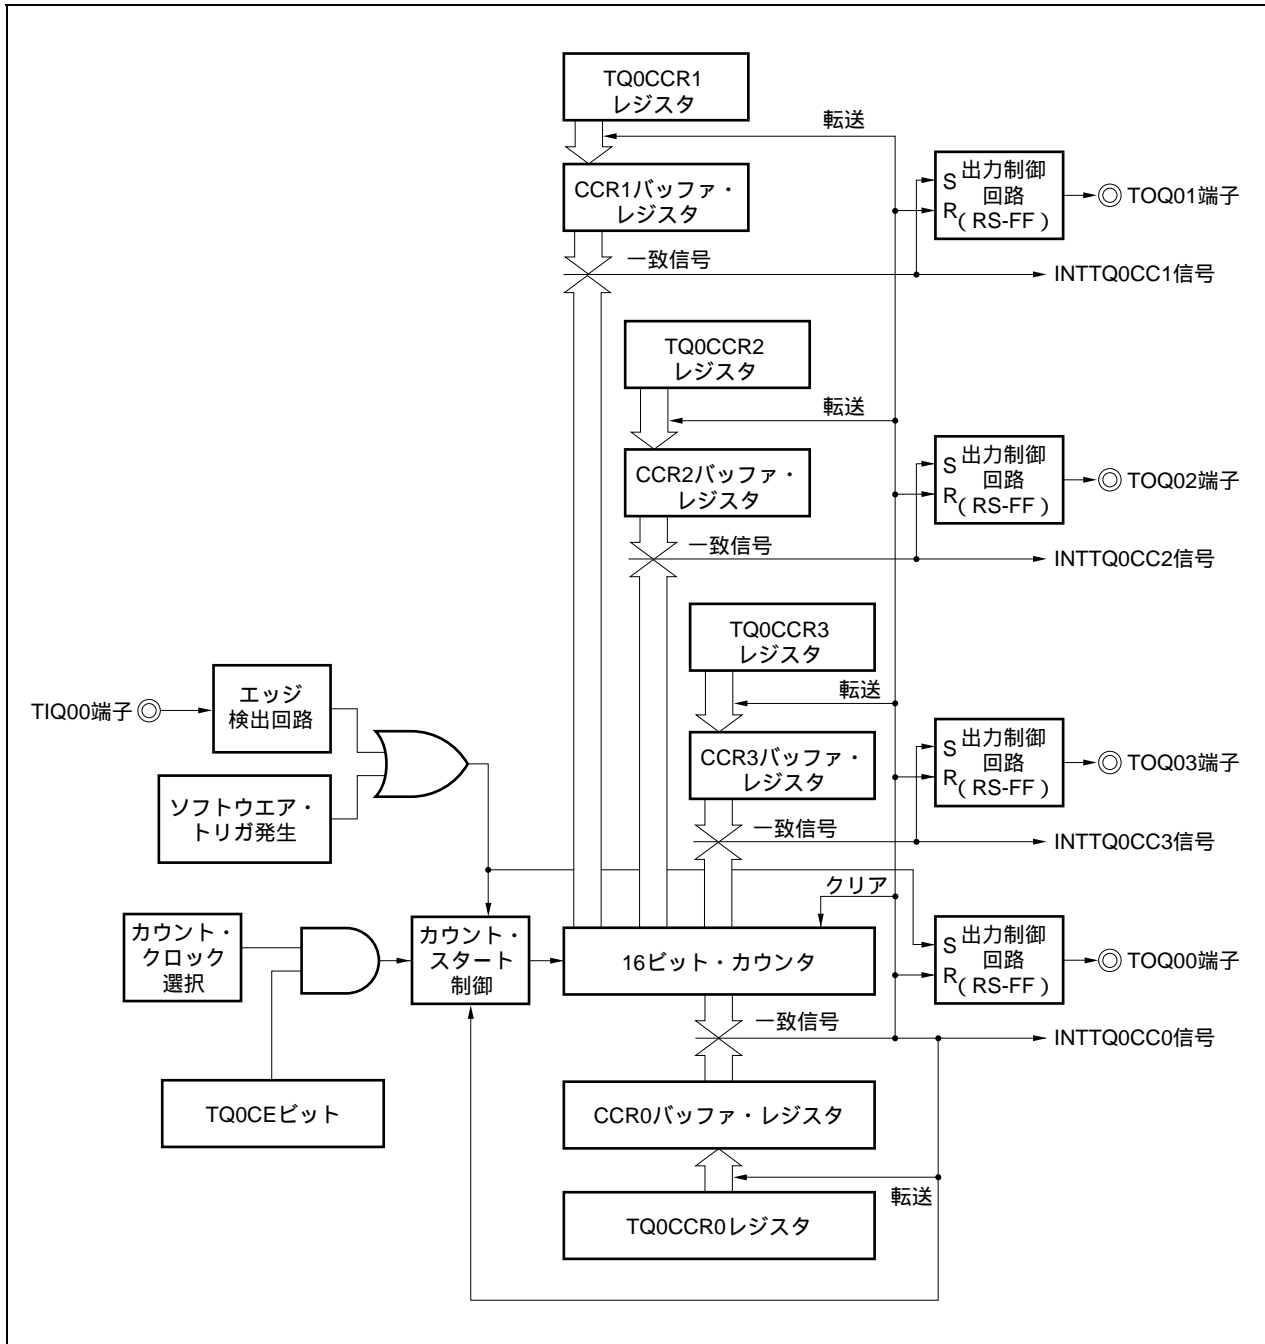 TQ0CCR1
レジスタ
転送
CCR1バッファ・
レジスタ
S 出力制御
回路
R ( RS-FF )
TOQ01端子
一致信号
INTTQ0CC1信号
TQ0CCR2
レジスタ
転送
CCR2バッファ・
レジスタ
S 出力制御
回路
R ( RS-FF )
TOQ02端子
一致信号
INTTQ0CC2信号
TQ0CCR3
レジスタ
転送
TIQ00端子
エッジ
検出回路
CCR3バッファ・
レジスタ
S 出力制御
回路
R ( RS-FF )
TOQ03端子
ソフトウエア・
トリガ発生
一致信号
INTTQ0CC3信号
クリア
カウント・
クロック
選択
カウント・
スタート
制御
16ビット・カウンタ
S 出力制御
回路
R ( RS-FF )
TOQ00端子
一致信号
INTTQ0CC0信号
TQ0CEビット
CCR0バッファ・レジスタ
転送
TQ0CCR0レジスタ